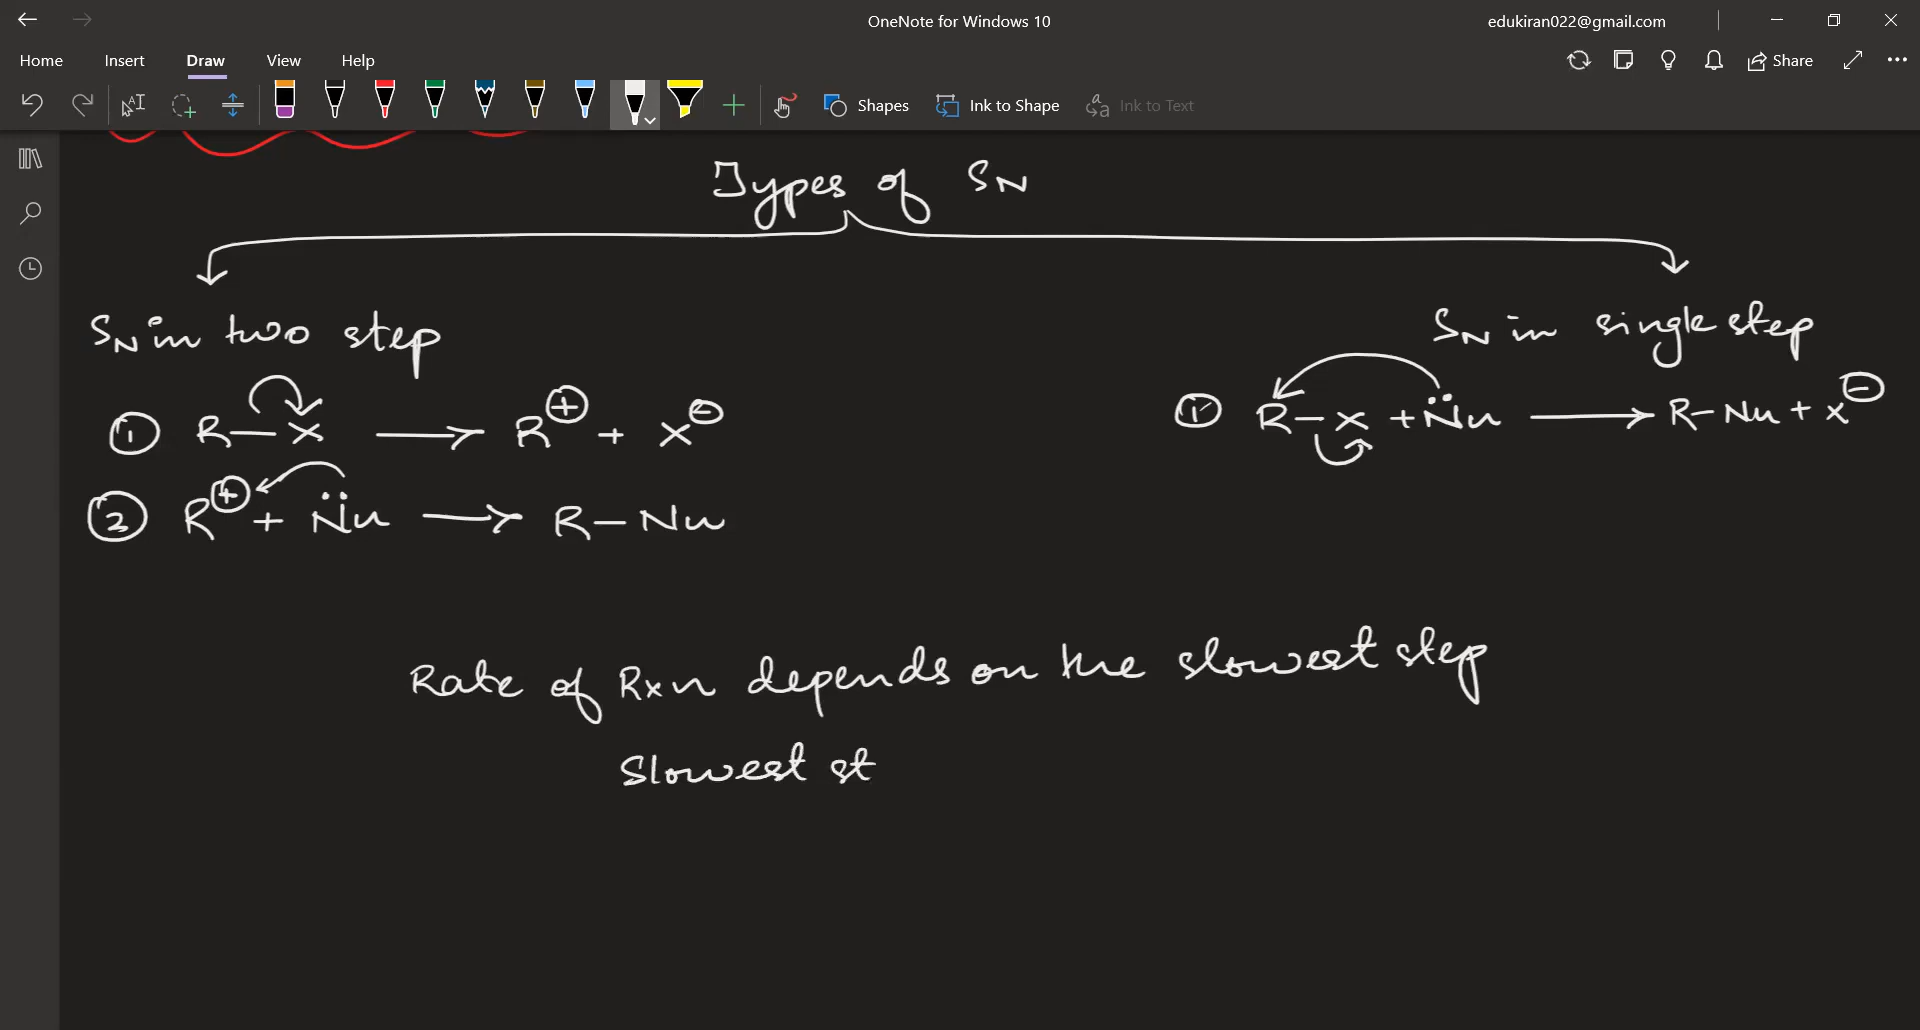 OneNote for Windows 10
edukiran022@gmail.com
Home Insert Draw View Help
Share
Shapes Ink to Shape Ink to Text
Types of SN
SN in two step
SN in single step
① R—X ⟶ R⊕ + X⊖
① R—X + N̈u ⟶ R—Nu + X⊖
② R⊕ + N̈u ⟶ R—Nu
Rate of Rxn depends on the slowest step
Slowest st